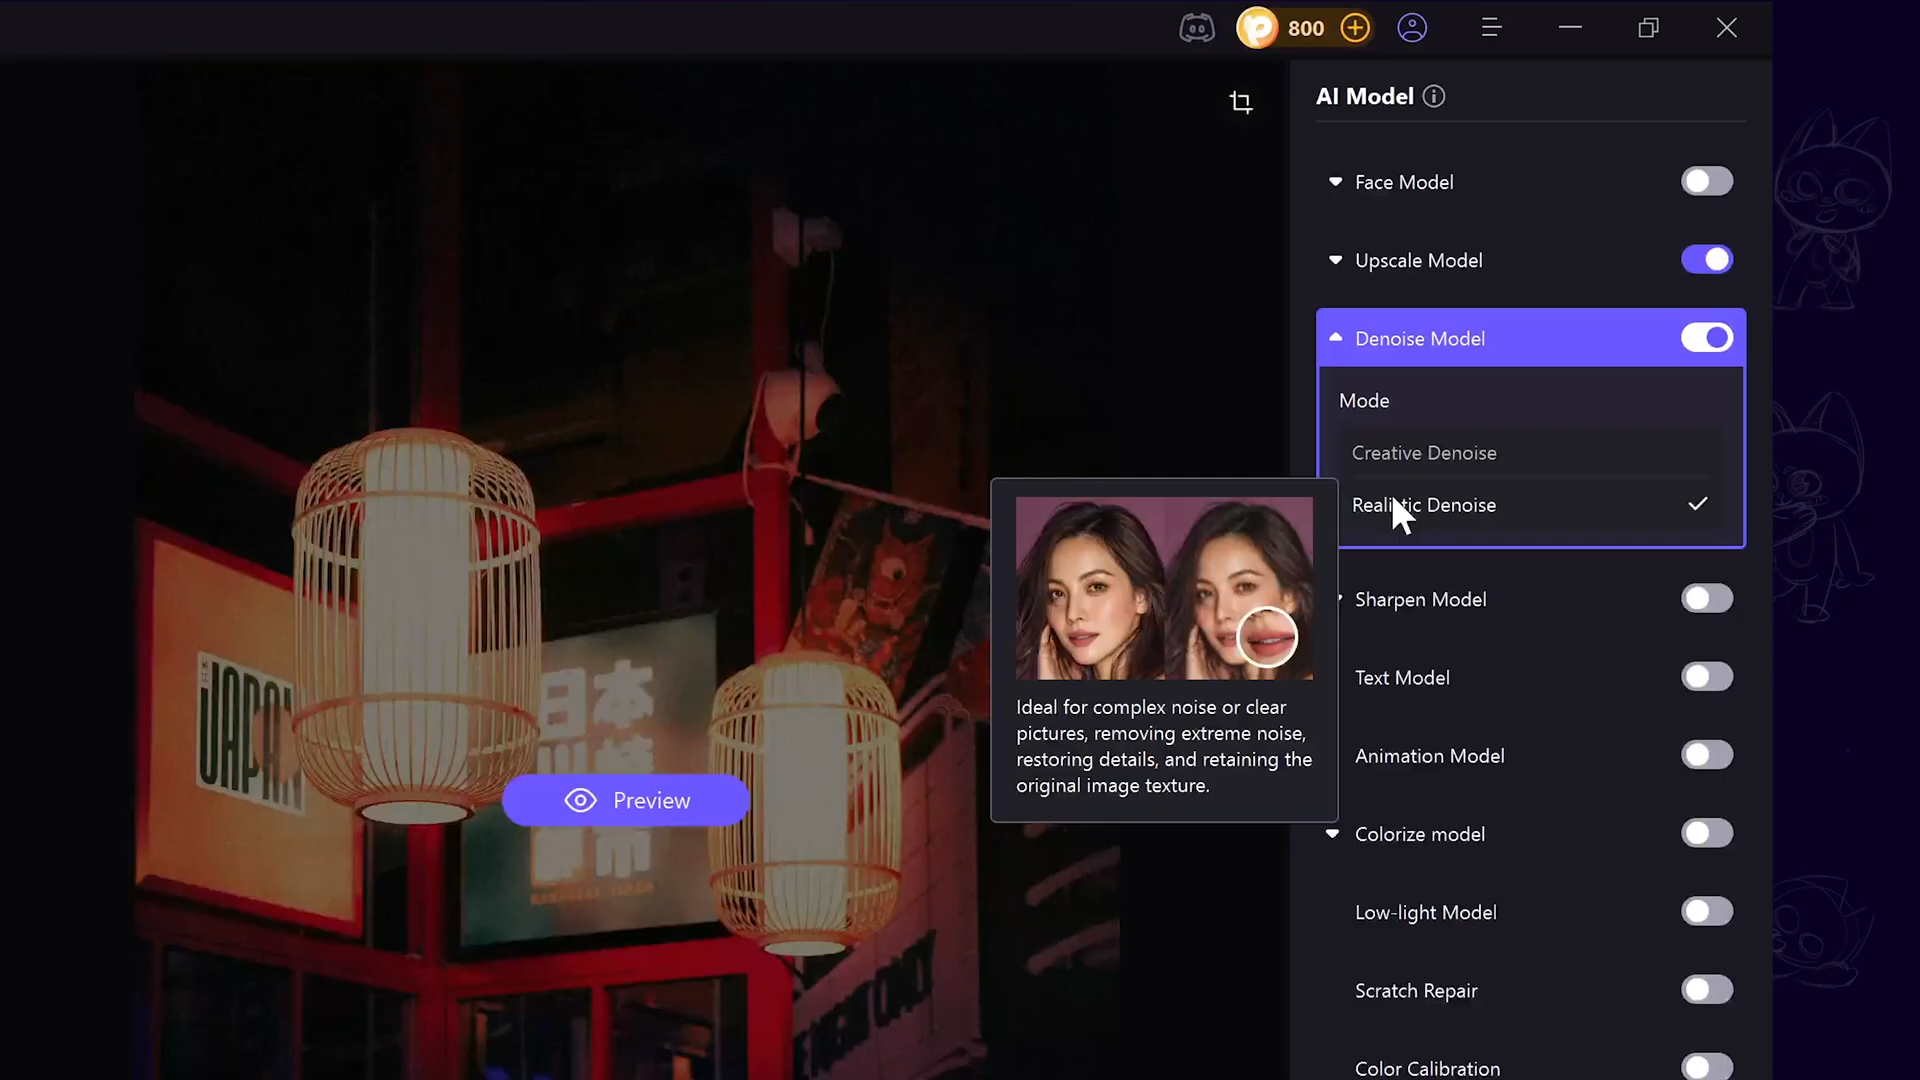 800
AI Model
Face Model
Upscale Model
Denoise Model
Mode
Creative Denoise
Realistic Denoise
Ideal for complex noise or clear
pictures, removing extreme noise,
restoring details, and retaining the
original image texture.
Sharpen Model
Text Model
Animation Model
Colorize model
Low-light Model
Scratch Repair
Color Calibration
JAPAN
日本
Preview